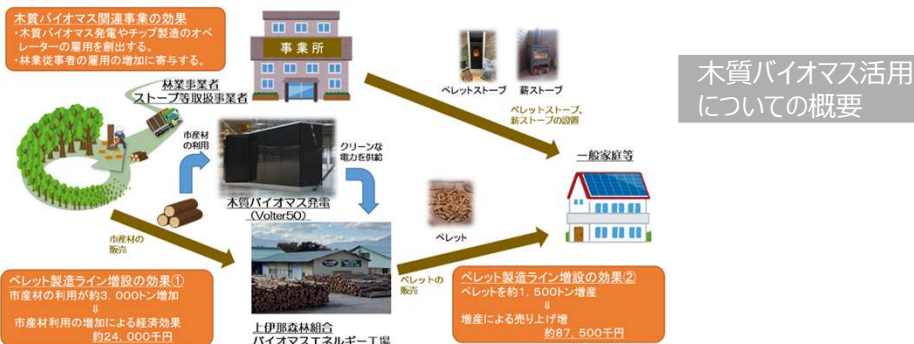 木質バイオマス関連事業の効果
・木質バイオマス発電やチップ製造のオペ
レーターの雇用を創出する。
・林業従事者の雇用の増加に寄与する。
林業事業者
ストーブ等取扱事業者
事業所
ペレットストーブ
薪ストーブ
ペレットストーブ、
薪ストーブの設置
木質バイオマス活用
についての概要
市産材
の利用
クリーンな
電力を供給
一般家庭等
木質バイオマス発電
(Volter50)
ペレット
市産材の
販売
ペレットの
販売
ペレット製造ライン増設の効果①
市産材の利用が約3,000トン増加
⇓
市産材利用の増加による経済効果
約24,000千円
上伊那森林組合
バイオマスエネルギー工場
ペレット製造ライン増設の効果②
ペレットを約1,500トン増産
⇓
増産による売り上げ増
約87,500千円